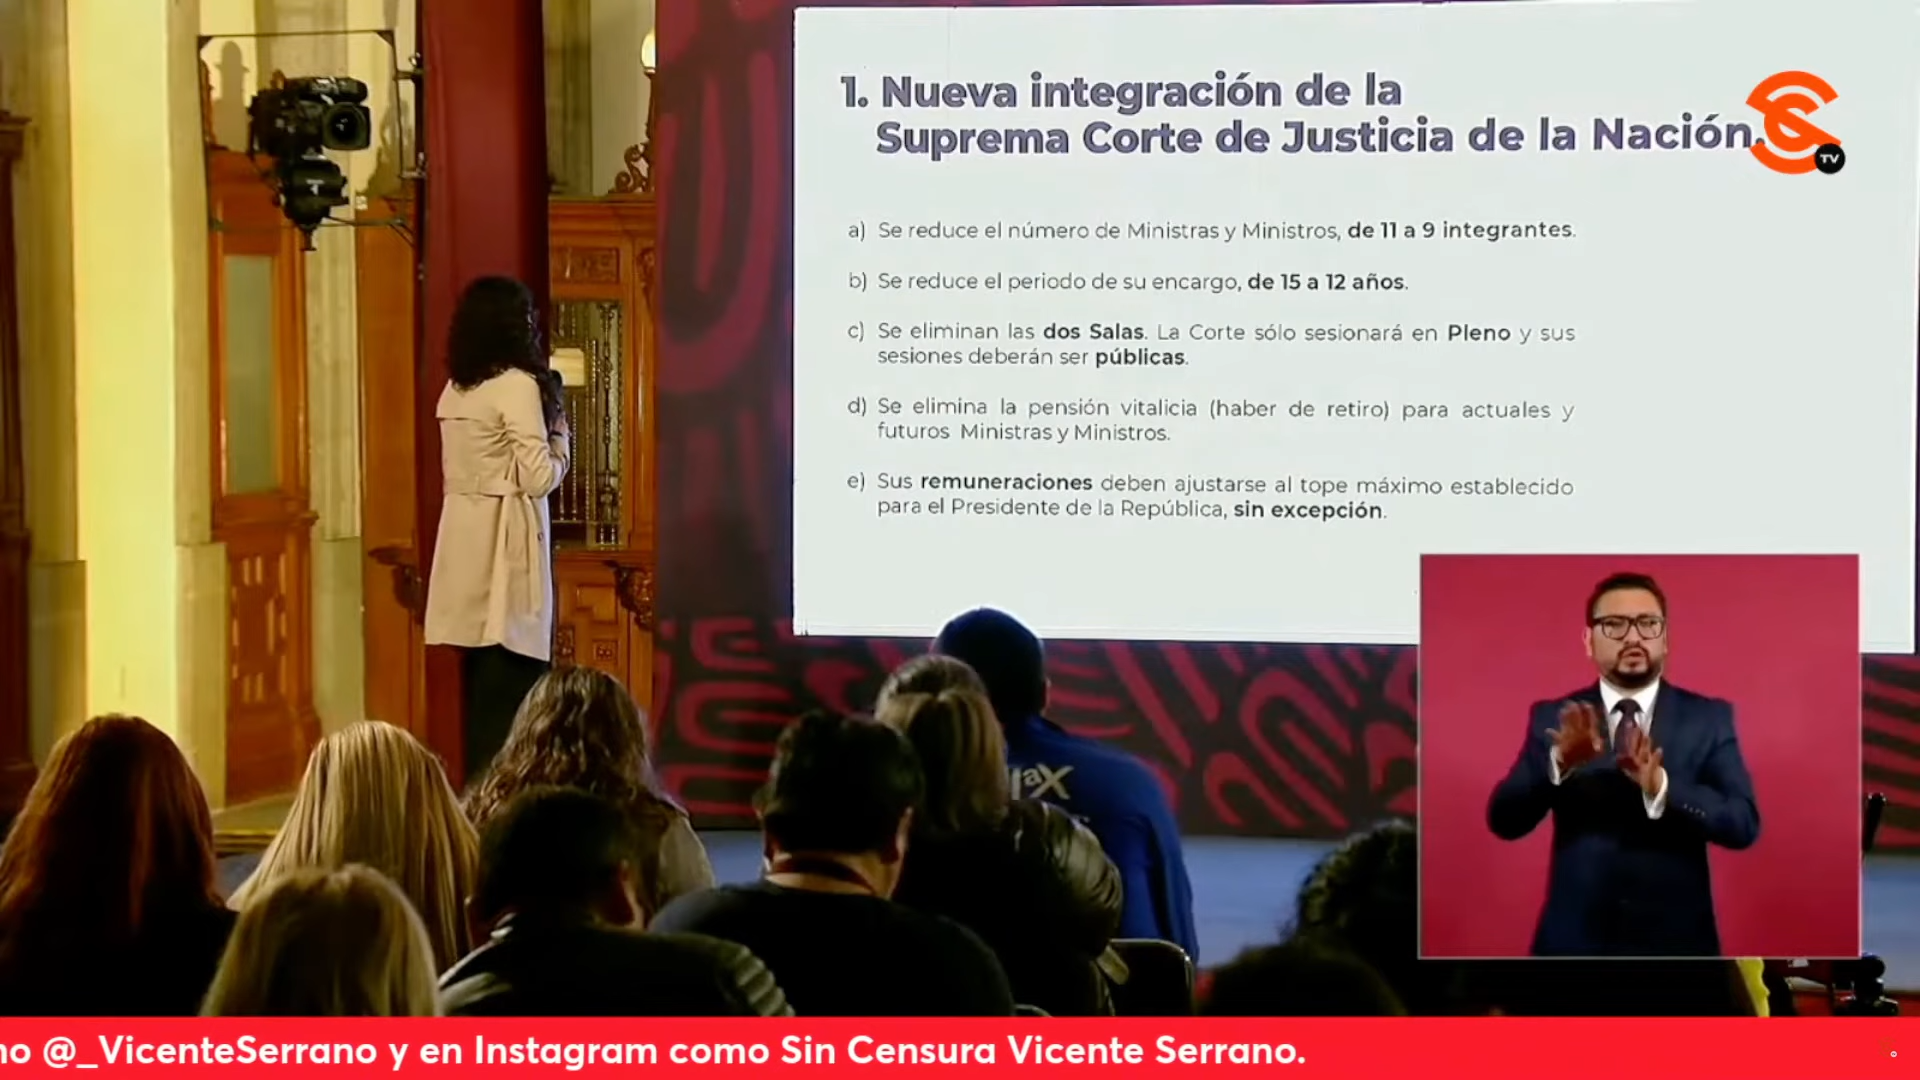 1. Nueva integración de la
Suprema Corte de Justicia de la Nación.
TV
a) Se reduce el número de Ministras y Ministros, de 11 a 9 integrantes.
b) Se reduce el periodo de su encargo, de 15 a 12 años.
c) Se eliminan las dos Salas. La Corte sólo sesionará en Pleno y sus
sesiones deberán ser públicas.
d) Se elimina la pensión vitalicia (haber de retiro) para actuales y
futuros Ministras y Ministros.
e) Sus remuneraciones deben ajustarse al tope máximo establecido
para el Presidente de la República, sin excepción.
no @_VicenteSerrano y en Instagram como Sin Censura Vicente Serrano.